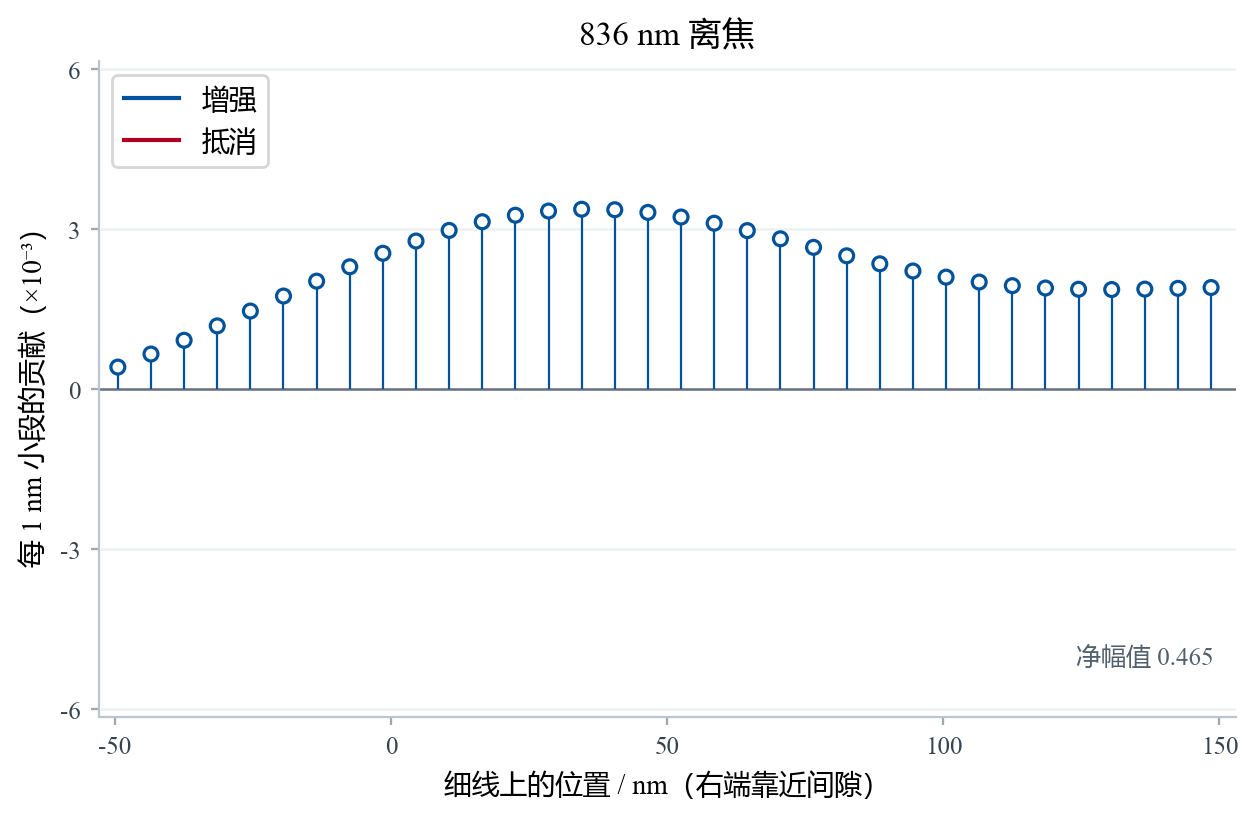 836 nm 离焦
增强
抵消
每 1 nm 小段的贡献（×10⁻³）
6
3
0
-3
-6
净幅值 0.465
-50 0 50 100 150
细线上的位置 / nm（右端靠近间隙）